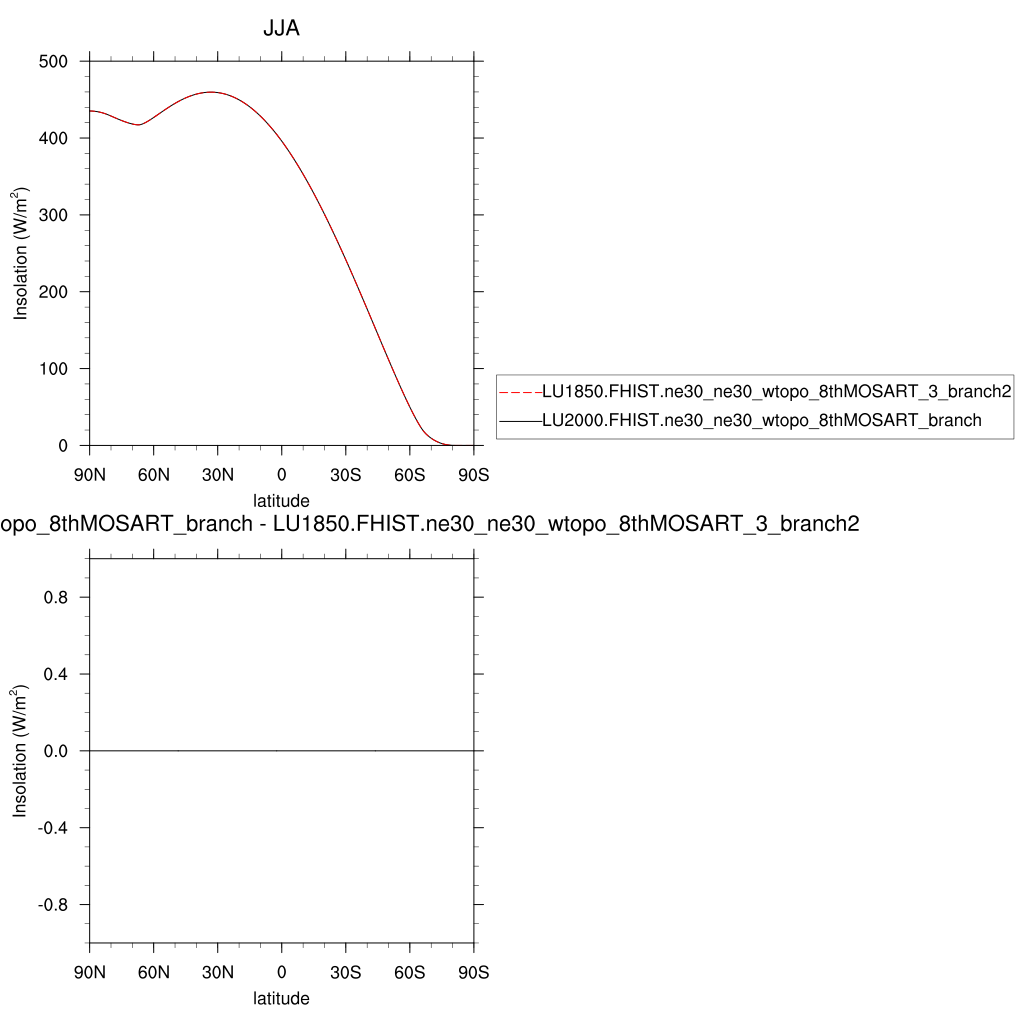 JJA
500
400
300
200
100
0
Insolation (W/m²)
90N 60N 30N 0 30S 60S 90S
latitude
LU1850.FHIST.ne30_ne30_wtopo_8thMOSART_3_branch2
LU2000.FHIST.ne30_ne30_wtopo_8thMOSART_branch
opo_8thMOSART_branch - LU1850.FHIST.ne30_ne30_wtopo_8thMOSART_3_branch2
0.8
0.4
0.0
-0.4
-0.8
Insolation (W/m²)
90N 60N 30N 0 30S 60S 90S
latitude